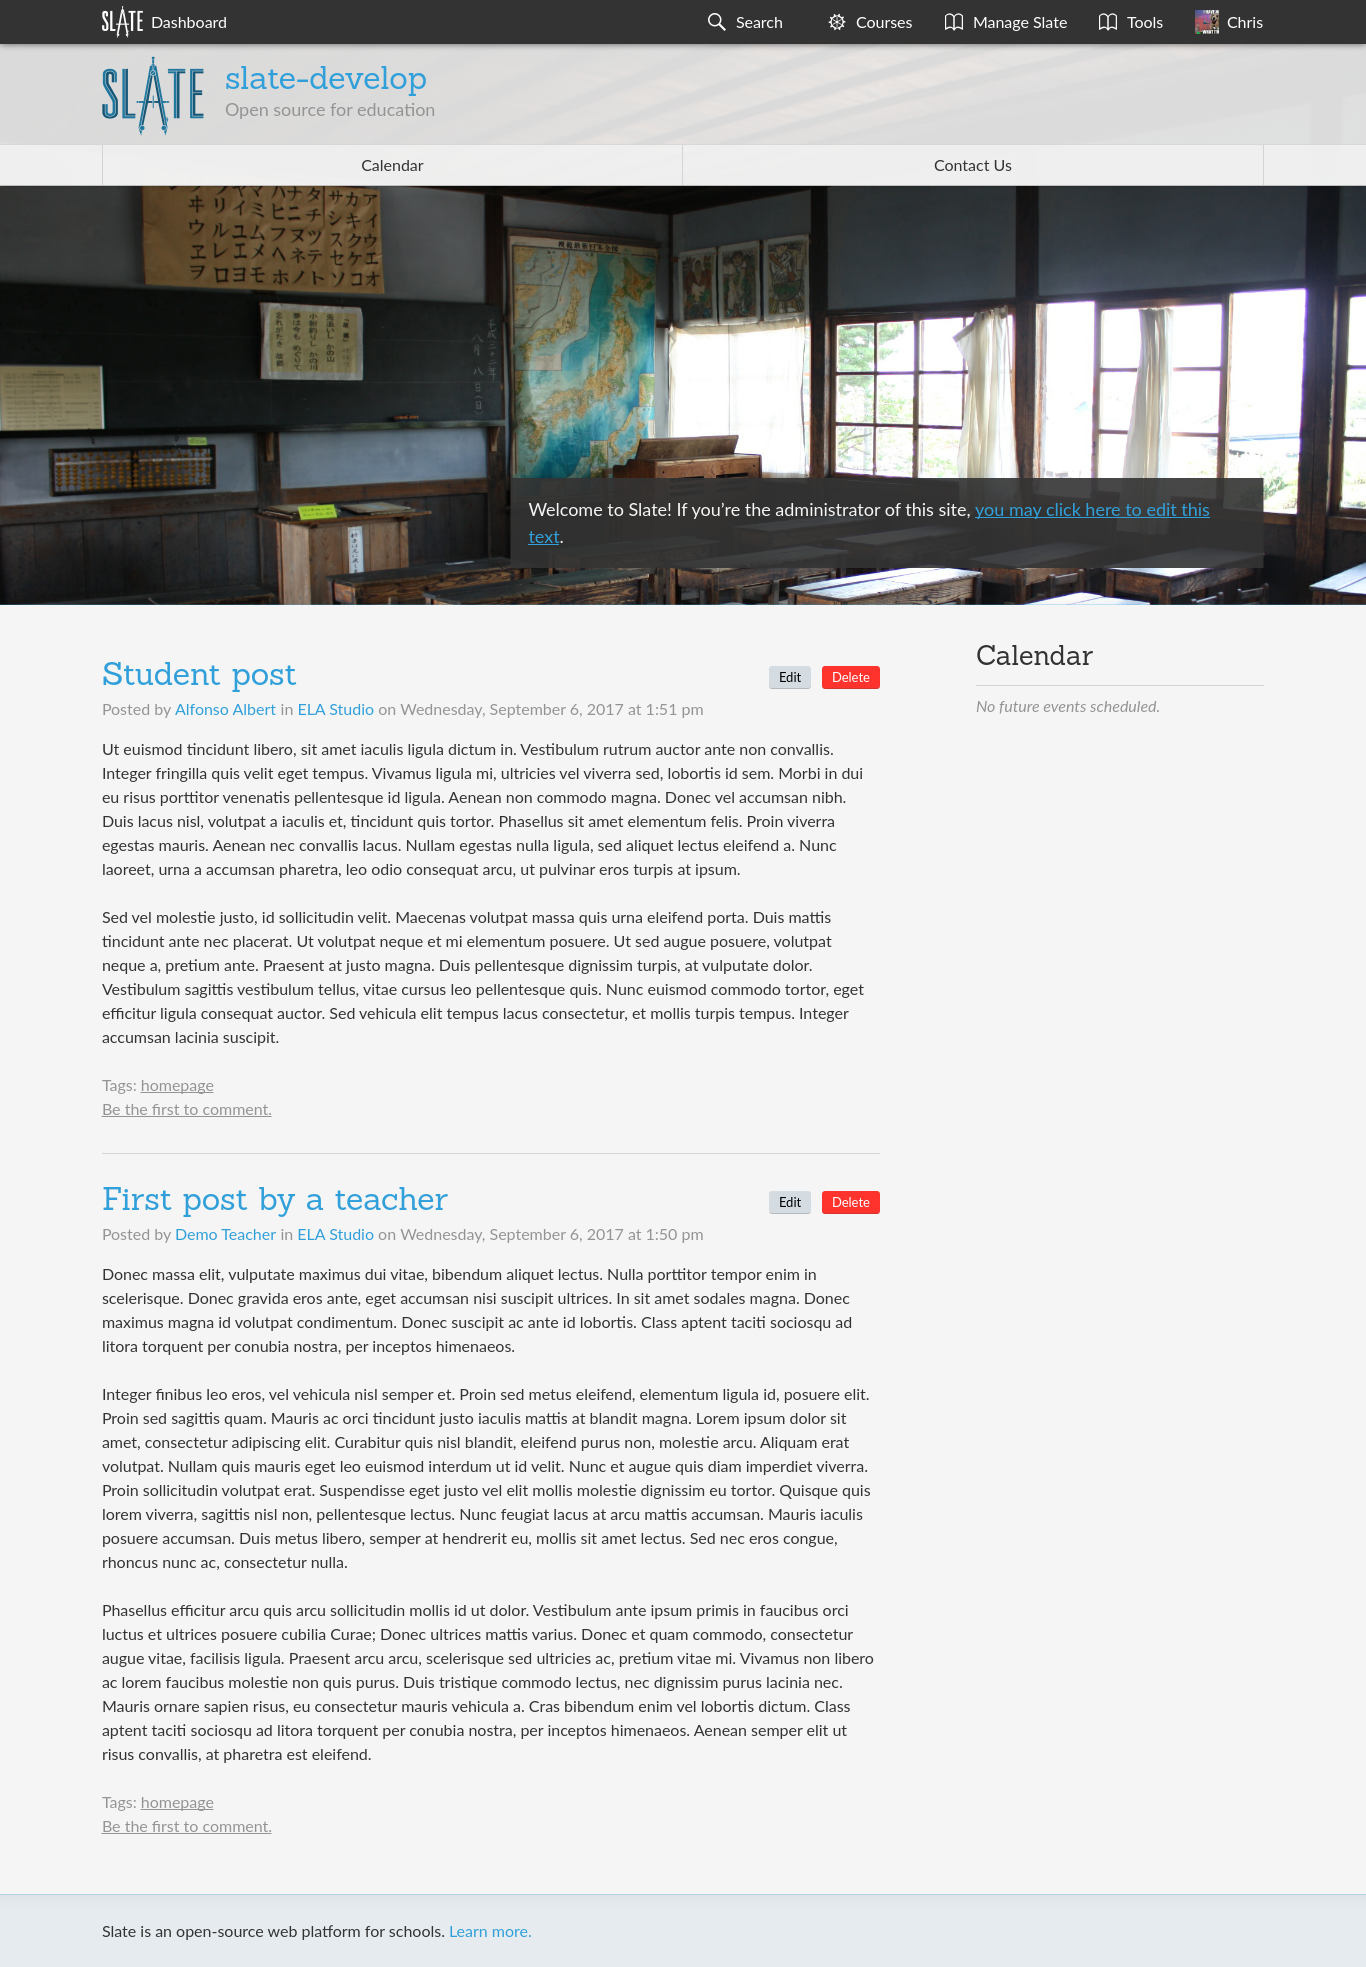 SLATE Dashboard Search Courses Manage Slate Tools Chris
SLATE
slate-develop
Open source for education
Calendar Contact Us
Welcome to Slate! If you’re the administrator of this site, you may click here to edit this
text.
Student post
Edit Delete
Posted by Alfonso Albert in ELA Studio on Wednesday, September 6, 2017 at 1:51 pm
Ut euismod tincidunt libero, sit amet iaculis ligula dictum in. Vestibulum rutrum auctor ante non convallis.
Integer fringilla quis velit eget tempus. Vivamus ligula mi, ultricies vel viverra sed, lobortis id sem. Morbi in dui
eu risus porttitor venenatis pellentesque id ligula. Aenean non commodo magna. Donec vel accumsan nibh.
Duis lacus nisl, volutpat a iaculis et, tincidunt quis tortor. Phasellus sit amet elementum felis. Proin viverra
egestas mauris. Aenean nec convallis lacus. Nullam egestas nulla ligula, sed aliquet lectus eleifend a. Nunc
laoreet, urna a accumsan pharetra, leo odio consequat arcu, ut pulvinar eros turpis at ipsum.
Sed vel molestie justo, id sollicitudin velit. Maecenas volutpat massa quis urna eleifend porta. Duis mattis
tincidunt ante nec placerat. Ut volutpat neque et mi elementum posuere. Ut sed augue posuere, volutpat
neque a, pretium ante. Praesent at justo magna. Duis pellentesque dignissim turpis, at vulputate dolor.
Vestibulum sagittis vestibulum tellus, vitae cursus leo pellentesque quis. Nunc euismod commodo tortor, eget
efficitur ligula consequat auctor. Sed vehicula elit tempus lacus consectetur, et mollis turpis tempus. Integer
accumsan lacinia suscipit.
Tags: homepage
Be the first to comment.
First post by a teacher
Edit Delete
Posted by Demo Teacher in ELA Studio on Wednesday, September 6, 2017 at 1:50 pm
Donec massa elit, vulputate maximus dui vitae, bibendum aliquet lectus. Nulla porttitor tempor enim in
scelerisque. Donec gravida eros ante, eget accumsan nisi suscipit ultrices. In sit amet sodales magna. Donec
maximus magna id volutpat condimentum. Donec suscipit ac ante id lobortis. Class aptent taciti sociosqu ad
litora torquent per conubia nostra, per inceptos himenaeos.
Integer finibus leo eros, vel vehicula nisl semper et. Proin sed metus eleifend, elementum ligula id, posuere elit.
Proin sed sagittis quam. Mauris ac orci tincidunt justo iaculis mattis at blandit magna. Lorem ipsum dolor sit
amet, consectetur adipiscing elit. Curabitur quis nisl blandit, eleifend purus non, molestie arcu. Aliquam erat
volutpat. Nullam quis mauris eget leo euismod interdum ut id velit. Nunc et augue quis diam imperdiet viverra.
Proin sollicitudin volutpat erat. Suspendisse eget justo vel elit mollis molestie dignissim eu tortor. Quisque quis
lorem viverra, sagittis nisl non, pellentesque lectus. Nunc feugiat lacus at arcu mattis accumsan. Mauris iaculis
posuere accumsan. Duis metus libero, semper at hendrerit eu, mollis sit amet lectus. Sed nec eros congue,
rhoncus nunc ac, consectetur nulla.
Phasellus efficitur arcu quis arcu sollicitudin mollis id ut dolor. Vestibulum ante ipsum primis in faucibus orci
luctus et ultrices posuere cubilia Curae; Donec ultrices mattis varius. Donec et quam commodo, consectetur
augue vitae, facilisis ligula. Praesent arcu arcu, scelerisque sed ultricies ac, pretium vitae mi. Vivamus non libero
ac lorem faucibus molestie non quis purus. Duis tristique commodo lectus, nec dignissim purus lacinia nec.
Mauris ornare sapien risus, eu consectetur mauris vehicula a. Cras bibendum enim vel lobortis dictum. Class
aptent taciti sociosqu ad litora torquent per conubia nostra, per inceptos himenaeos. Aenean semper elit ut
risus convallis, at pharetra est eleifend.
Tags: homepage
Be the first to comment.
Calendar
No future events scheduled.
Slate is an open-source web platform for schools. Learn more.